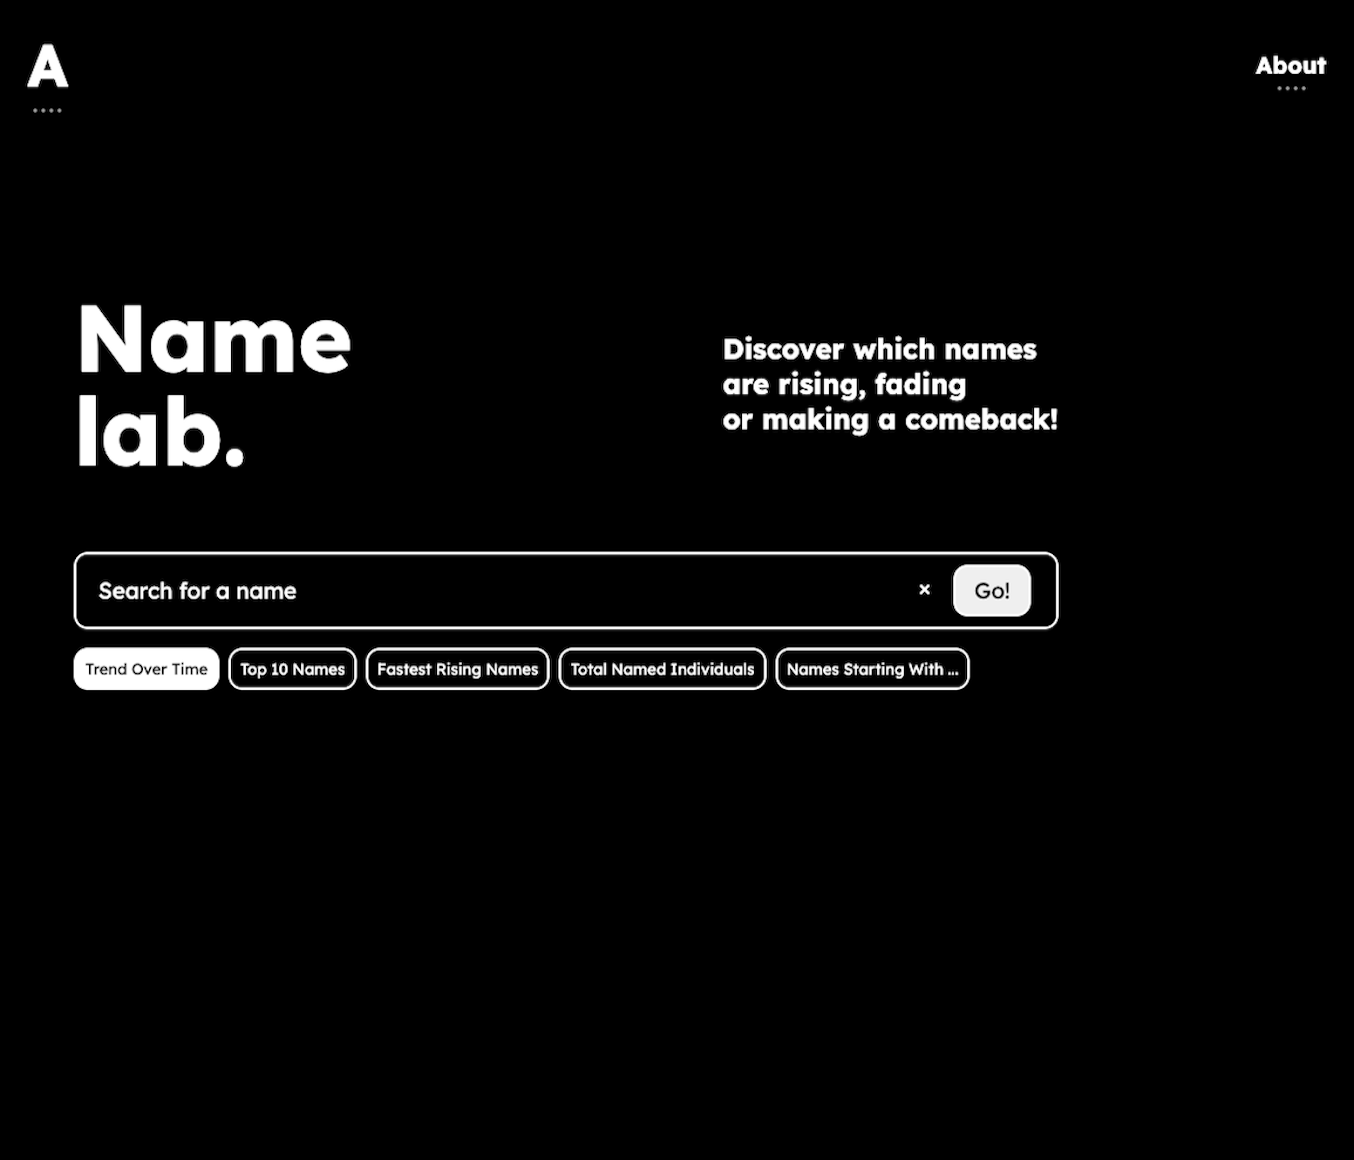 A
About
Name
lab.
Discover which names
are rising, fading
or making a comeback!
Search for a name × Go!
Trend Over Time Top 10 Names Fastest Rising Names Total Named Individuals Names Starting With ...